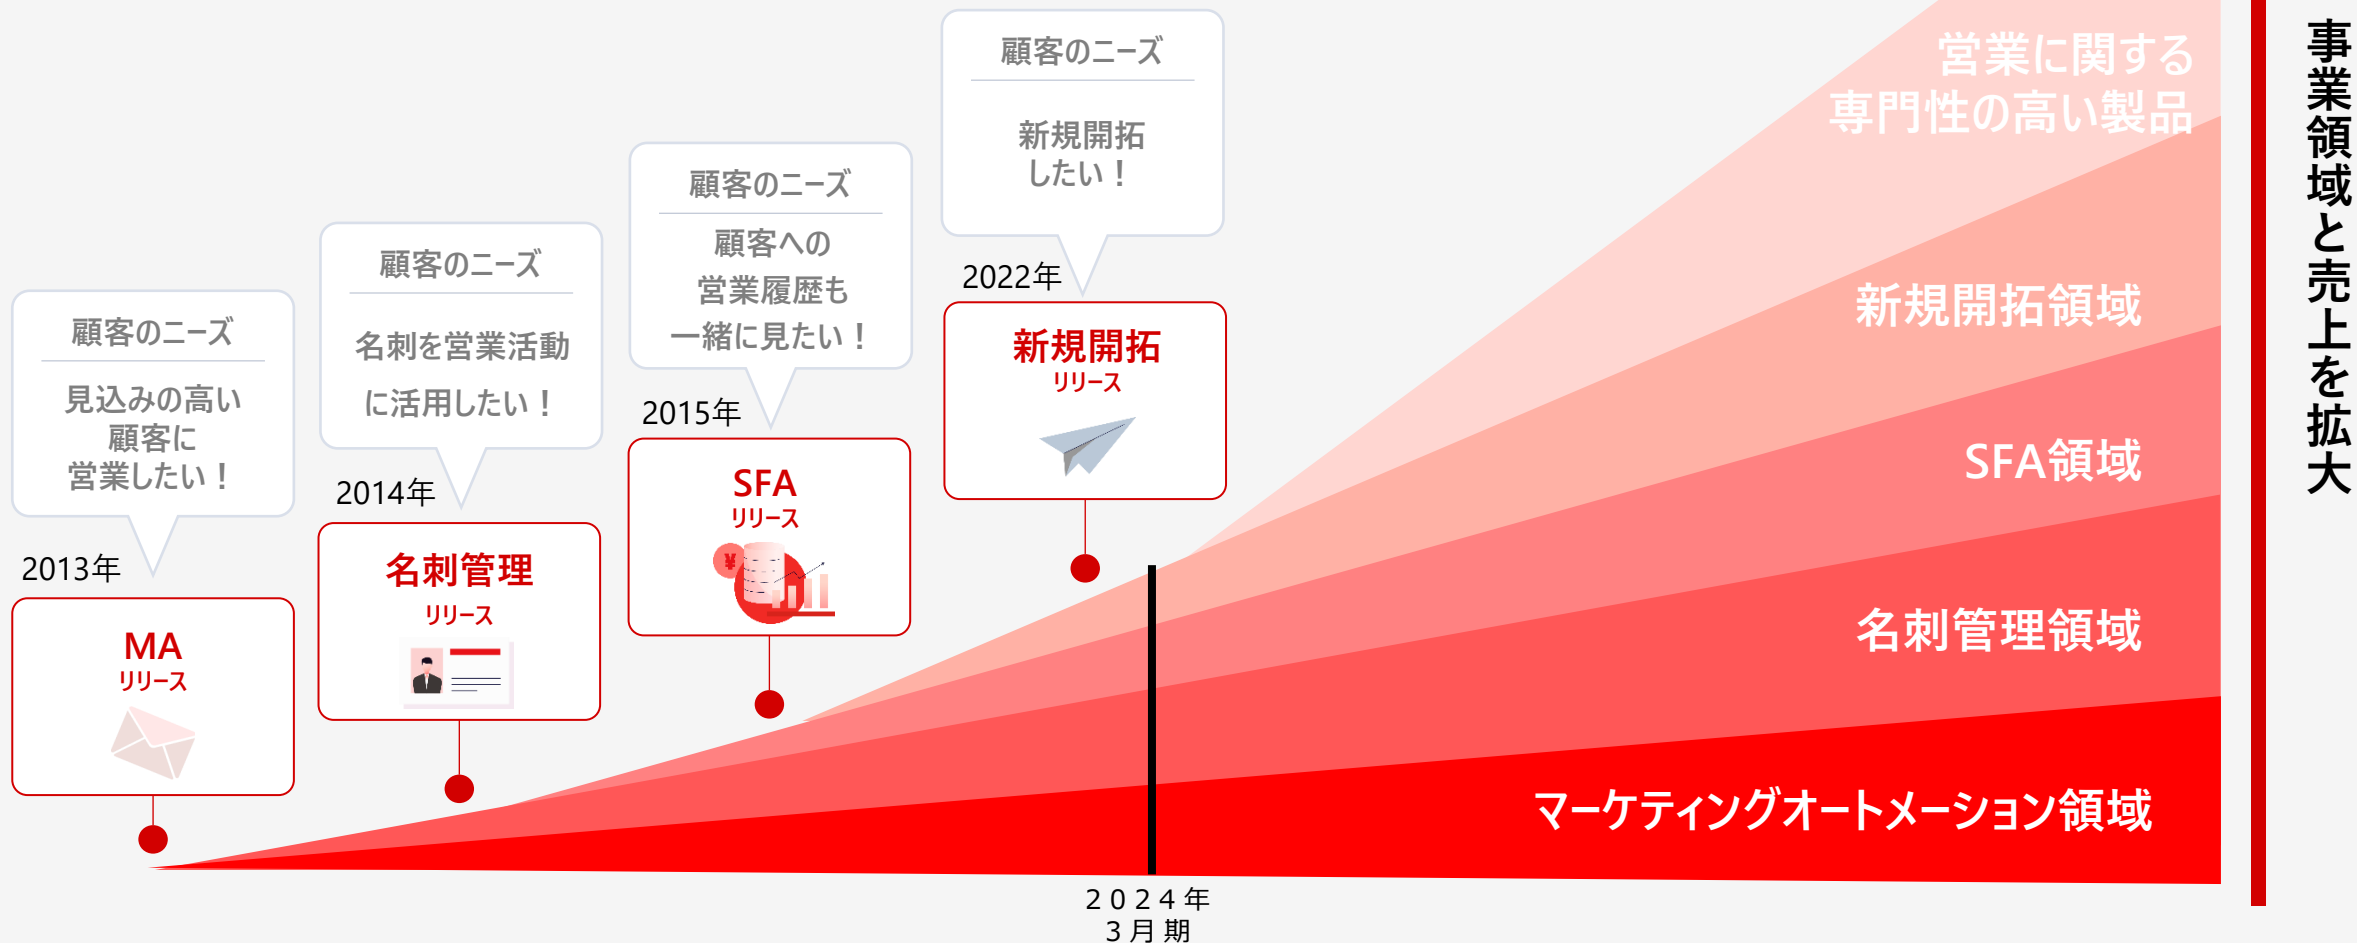 顧客のニーズ
見込みの高い
顧客に
営業したい！
2013年
MA
リリース
顧客のニーズ
名刺を営業活動
に活用したい！
2014年
名刺管理
リリース
顧客のニーズ
顧客への
営業履歴も
一緒に見たい！
2015年
SFA
リリース
¥
顧客のニーズ
新規開拓
したい！
2022年
新規開拓
リリース
営業に関する
専門性の高い製品
新規開拓領域
SFA領域
名刺管理領域
マーケティングオートメーション領域
２０２４年
３月期
事業領域と売上を拡大